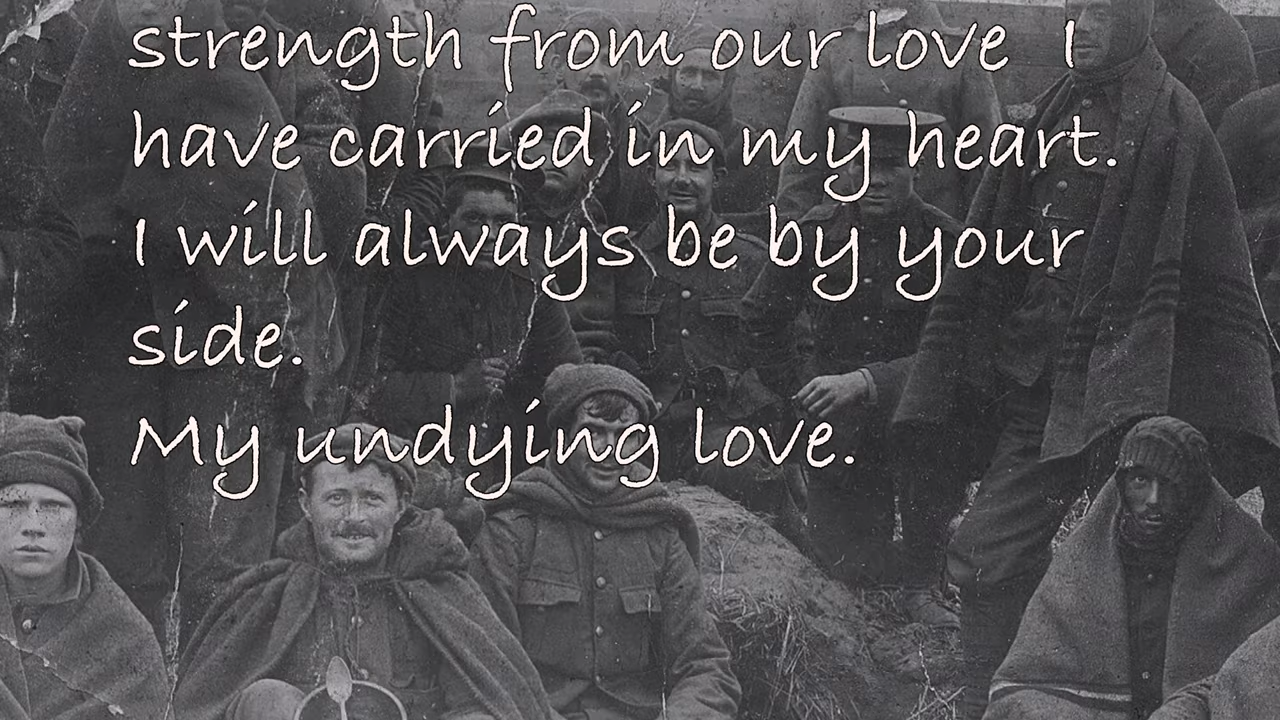 strength from our love I
have carried in my heart.
I will always be by your
side.
My undying love.